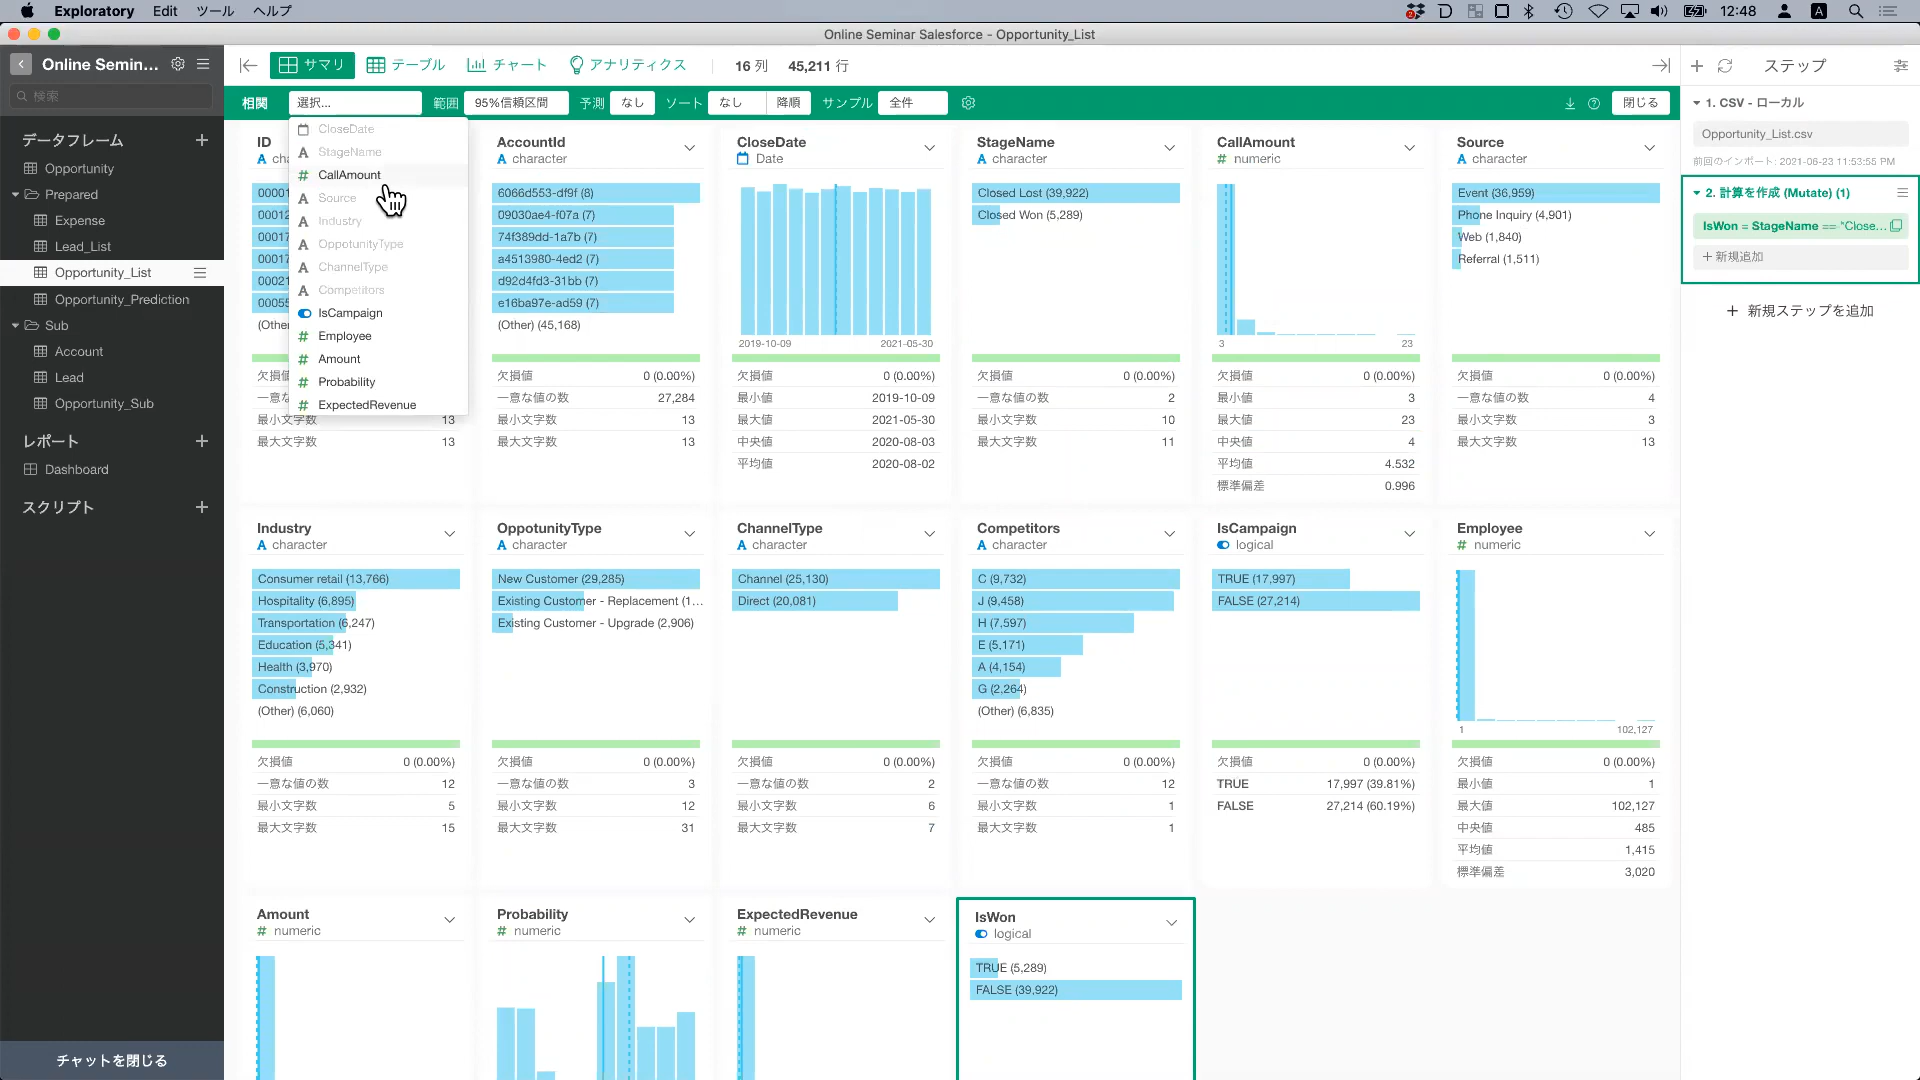 Exploratory Edit ツール ヘルプ
12:48
Online Seminar Salesforce - Opportunity_List
Online Semin...
検索
データフレーム
Opportunity
Prepared
Expense
Lead_List
Opportunity_List
Opportunity_Prediction
Sub
Account
Lead
Opportunity_Sub
レポート
Dashboard
スクリプト
チャットを閉じる
サマリ テーブル チャート アナリティクス 16 列 45,211 行
相関 選択... 範囲 95%信頼区間 予測 なし ソート なし 降順 サンプル 全件 閉じる
CloseDate
StageName
CallAmount
Source
Industry
OppotunityType
ChannelType
Competitors
IsCampaign
Employee
Amount
Probability
ExpectedRevenue
ID
A cha
00001
00012
00017
00017
00021
00055
(Othe
欠損値
一意な
最小文字数 13
最大文字数 13
AccountId
A character
6066d553-df9f (8)
09030ae4-f07a (7)
74f389dd-1a7b (7)
a4513980-4ed2 (7)
d92d4fd3-31bb (7)
e16ba97e-ad59 (7)
(Other) (45,168)
欠損値 0 (0.00%)
一意な値の数 27,284
最小文字数 13
最大文字数 13
CloseDate
Date
2019-10-09 2021-05-30
欠損値 0 (0.00%)
最小値 2019-10-09
最大値 2021-05-30
中央値 2020-08-03
平均値 2020-08-02
StageName
A character
Closed Lost (39,922)
Closed Won (5,289)
欠損値 0 (0.00%)
一意な値の数 2
最小文字数 10
最大文字数 11
CallAmount
# numeric
3 23
欠損値 0 (0.00%)
最小値 3
最大値 23
中央値 4
平均値 4.532
標準偏差 0.996
Source
A character
Event (36,959)
Phone Inquiry (4,901)
Web (1,840)
Referral (1,511)
欠損値 0 (0.00%)
一意な値の数 4
最小文字数 3
最大文字数 13
Industry
A character
Consumer retail (13,766)
Hospitality (6,895)
Transportation (6,247)
Education (5,341)
Health (3,970)
Construction (2,932)
(Other) (6,060)
欠損値 0 (0.00%)
一意な値の数 12
最小文字数 5
最大文字数 15
OppotunityType
A character
New Customer (29,285)
Existing Customer - Replacement (1...
Existing Customer - Upgrade (2,906)
欠損値 0 (0.00%)
一意な値の数 3
最小文字数 12
最大文字数 31
ChannelType
A character
Channel (25,130)
Direct (20,081)
欠損値 0 (0.00%)
一意な値の数 2
最小文字数 6
最大文字数 7
Competitors
A character
C (9,732)
J (9,458)
H (7,597)
E (5,171)
A (4,154)
G (2,264)
(Other) (6,835)
欠損値 0 (0.00%)
一意な値の数 12
最小文字数 1
最大文字数 1
IsCampaign
logical
TRUE (17,997)
FALSE (27,214)
欠損値 0 (0.00%)
TRUE 17,997 (39.81%)
FALSE 27,214 (60.19%)
Employee
# numeric
1 102,127
欠損値 0 (0.00%)
最小値 1
最大値 102,127
中央値 485
平均値 1,415
標準偏差 3,020
Amount
# numeric
Probability
# numeric
ExpectedRevenue
# numeric
IsWon
logical
TRUE (5,289)
FALSE (39,922)
ステップ
1. CSV - ローカル
Opportunity_List.csv
前回のインポート: 2021-06-23 11:53:55 PM
2. 計算を作成 (Mutate) (1)
IsWon = StageName == "Close...
+ 新規追加
+ 新規ステップを追加